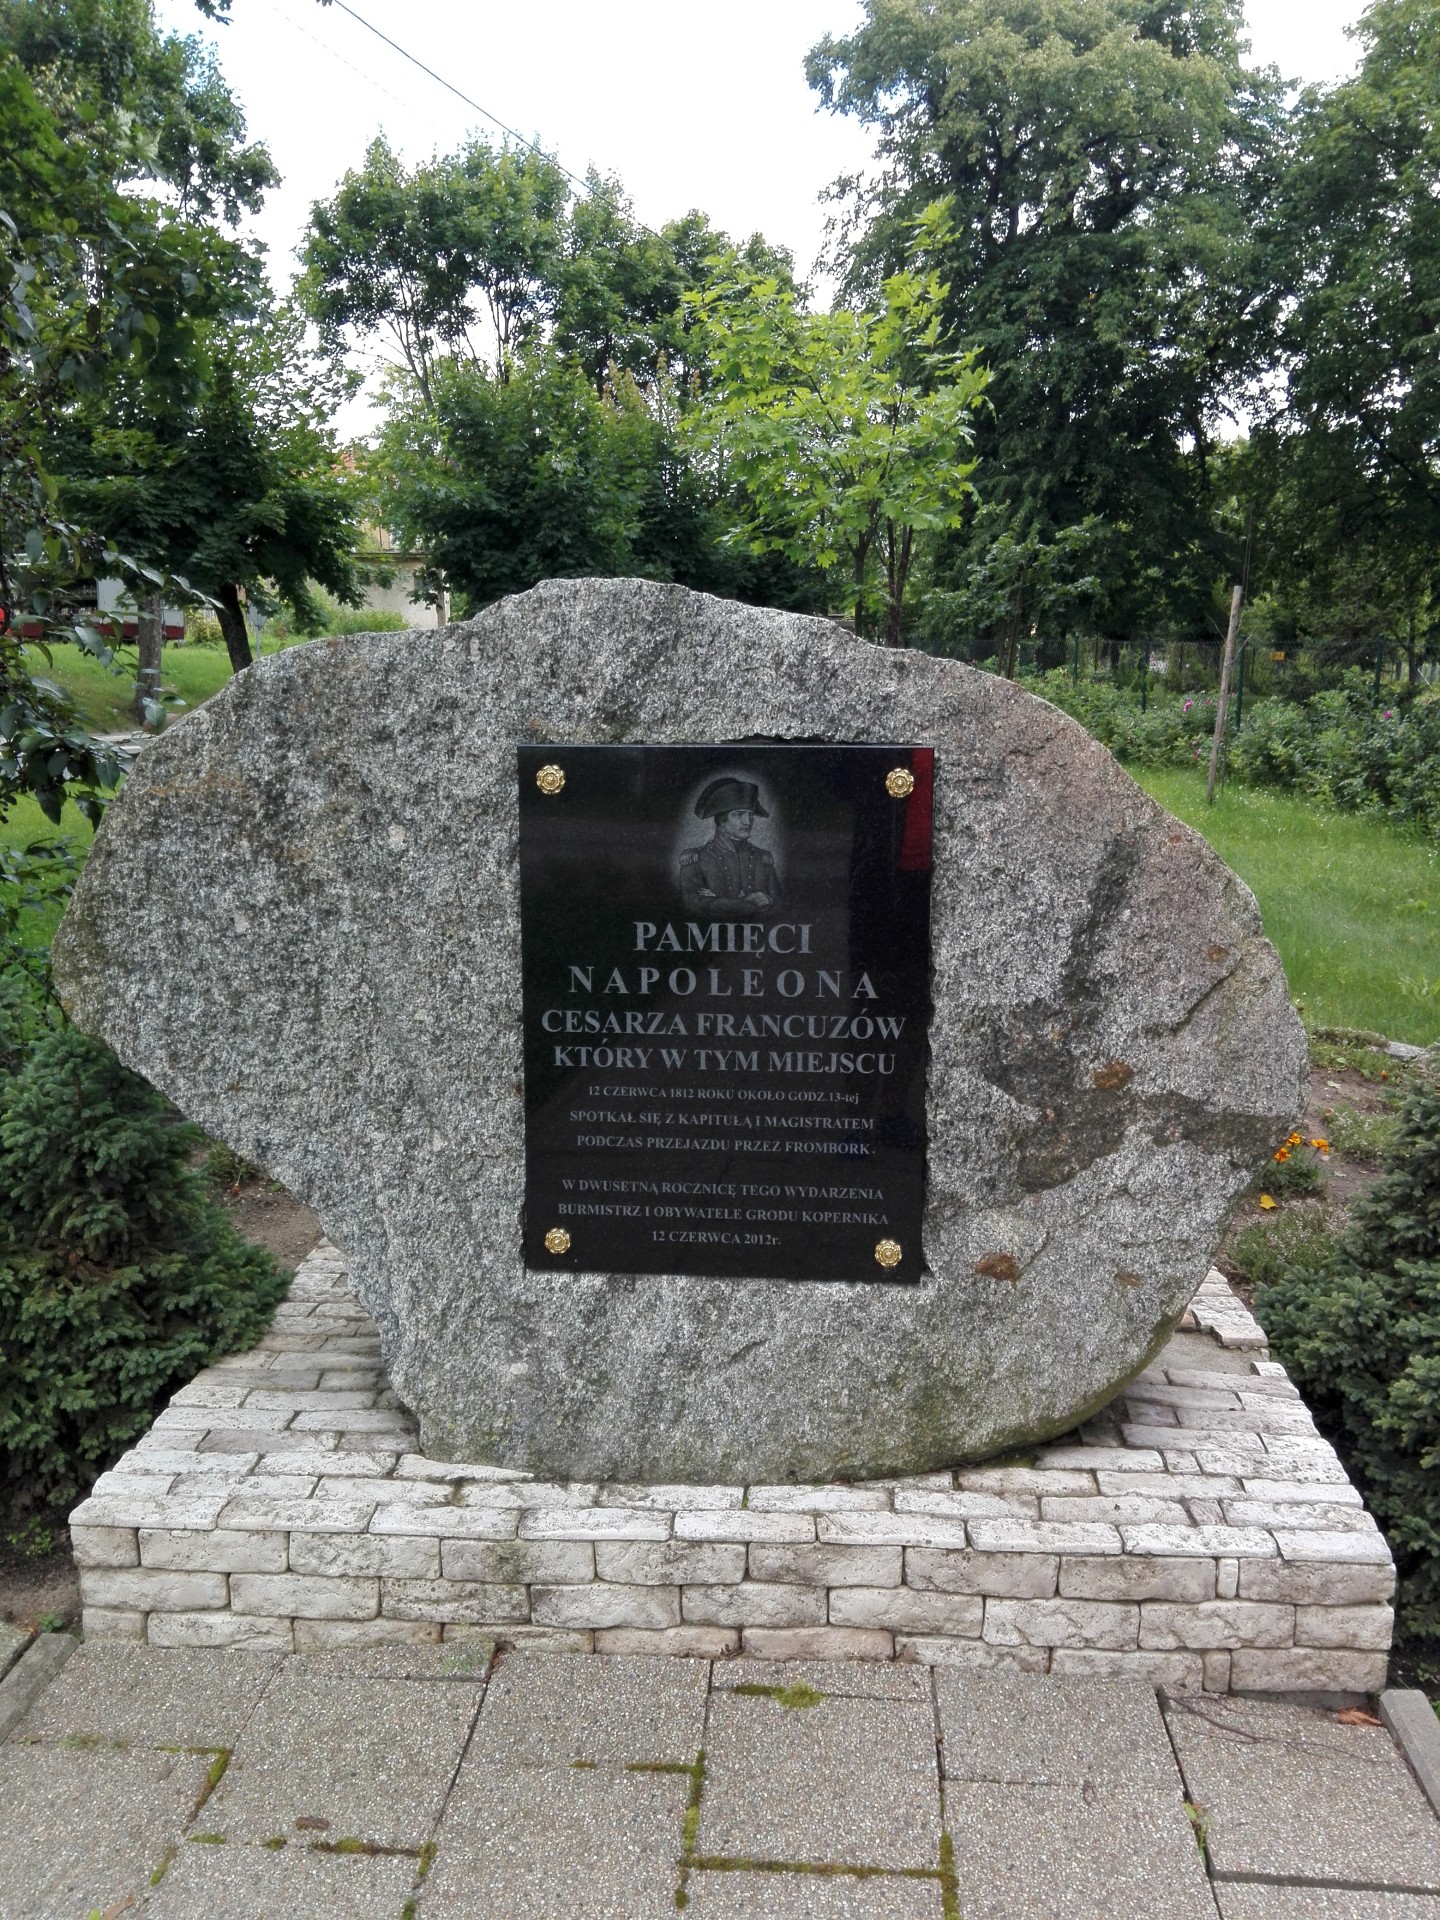 PAMIĘCI
NAPOLEONA
CESARZA FRANCUZÓW
KTÓRY W TYM MIEJSCU
12 CZERWCA 1812 ROKU OKOŁO GODZ.13-tej
SPOTKAŁ SIĘ Z KAPITUŁĄ I MAGISTRATEM
PODCZAS PRZEJAZDU PRZEZ FROMBORK.
W DWUSETNĄ ROCZNICĘ TEGO WYDARZENIA
BURMISTRZ I OBYWATELE GRODU KOPERNIKA
12 CZERWCA 2012r.